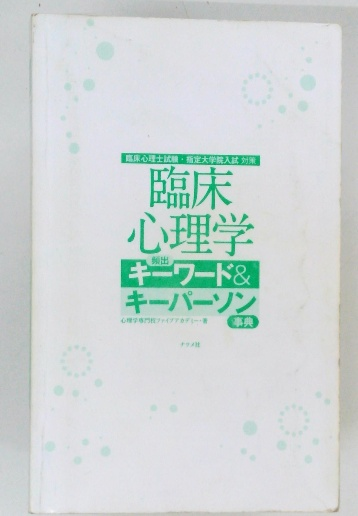 臨床心理士試験・指定大学院入試 対策
臨床
心理学
頻出
キーワード&
キーパーソン
事典
心理学専門校ファイブアカデミー・著
ナツメ社